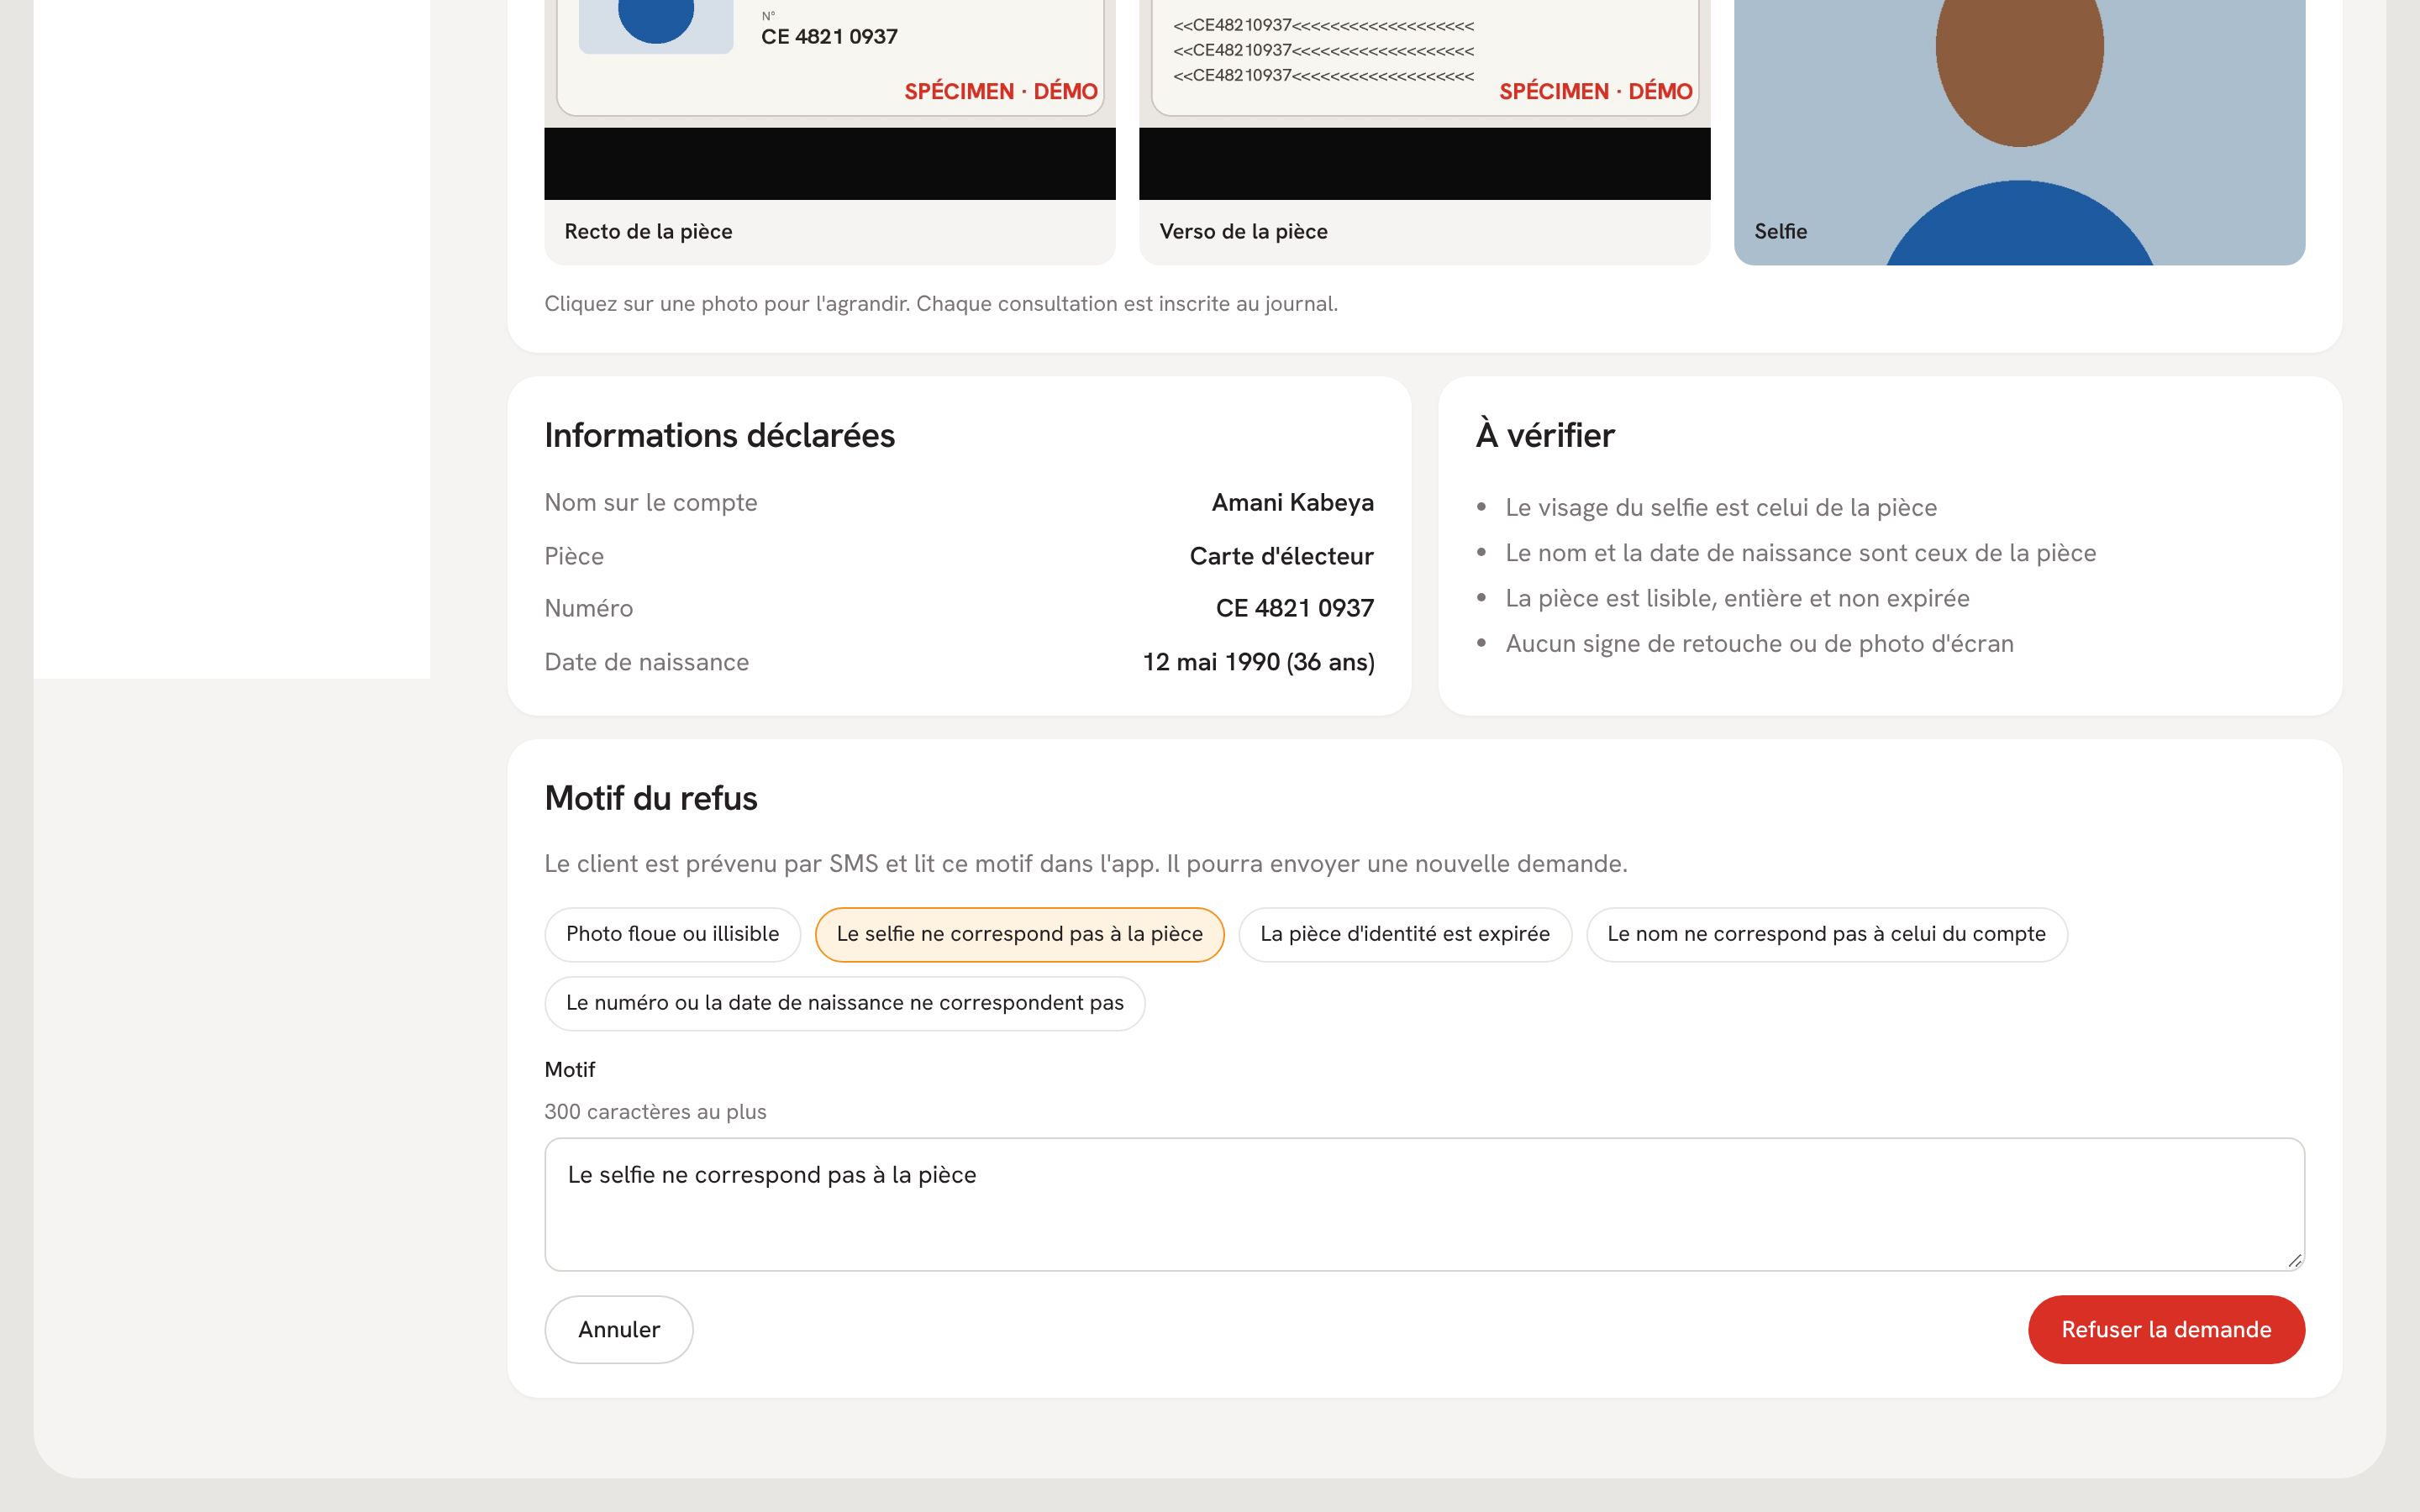 N°
CE 4821 0937
SPÉCIMEN · DÉMO
<<CE48210937<<<<<<<<<<<<<<<<<<<
<<CE48210937<<<<<<<<<<<<<<<<<<<
<<CE48210937<<<<<<<<<<<<<<<<<<<
SPÉCIMEN · DÉMO
Recto de la pièce
Verso de la pièce
Selfie
Cliquez sur une photo pour l'agrandir. Chaque consultation est inscrite au journal.
Informations déclarées
Nom sur le compte
Amani Kabeya
Pièce
Carte d'électeur
Numéro
CE 4821 0937
Date de naissance
12 mai 1990 (36 ans)
À vérifier
• Le visage du selfie est celui de la pièce
• Le nom et la date de naissance sont ceux de la pièce
• La pièce est lisible, entière et non expirée
• Aucun signe de retouche ou de photo d'écran
Motif du refus
Le client est prévenu par SMS et lit ce motif dans l'app. Il pourra envoyer une nouvelle demande.
Photo floue ou illisible
Le selfie ne correspond pas à la pièce
La pièce d'identité est expirée
Le nom ne correspond pas à celui du compte
Le numéro ou la date de naissance ne correspondent pas
Motif
300 caractères au plus
Le selfie ne correspond pas à la pièce
Annuler
Refuser la demande